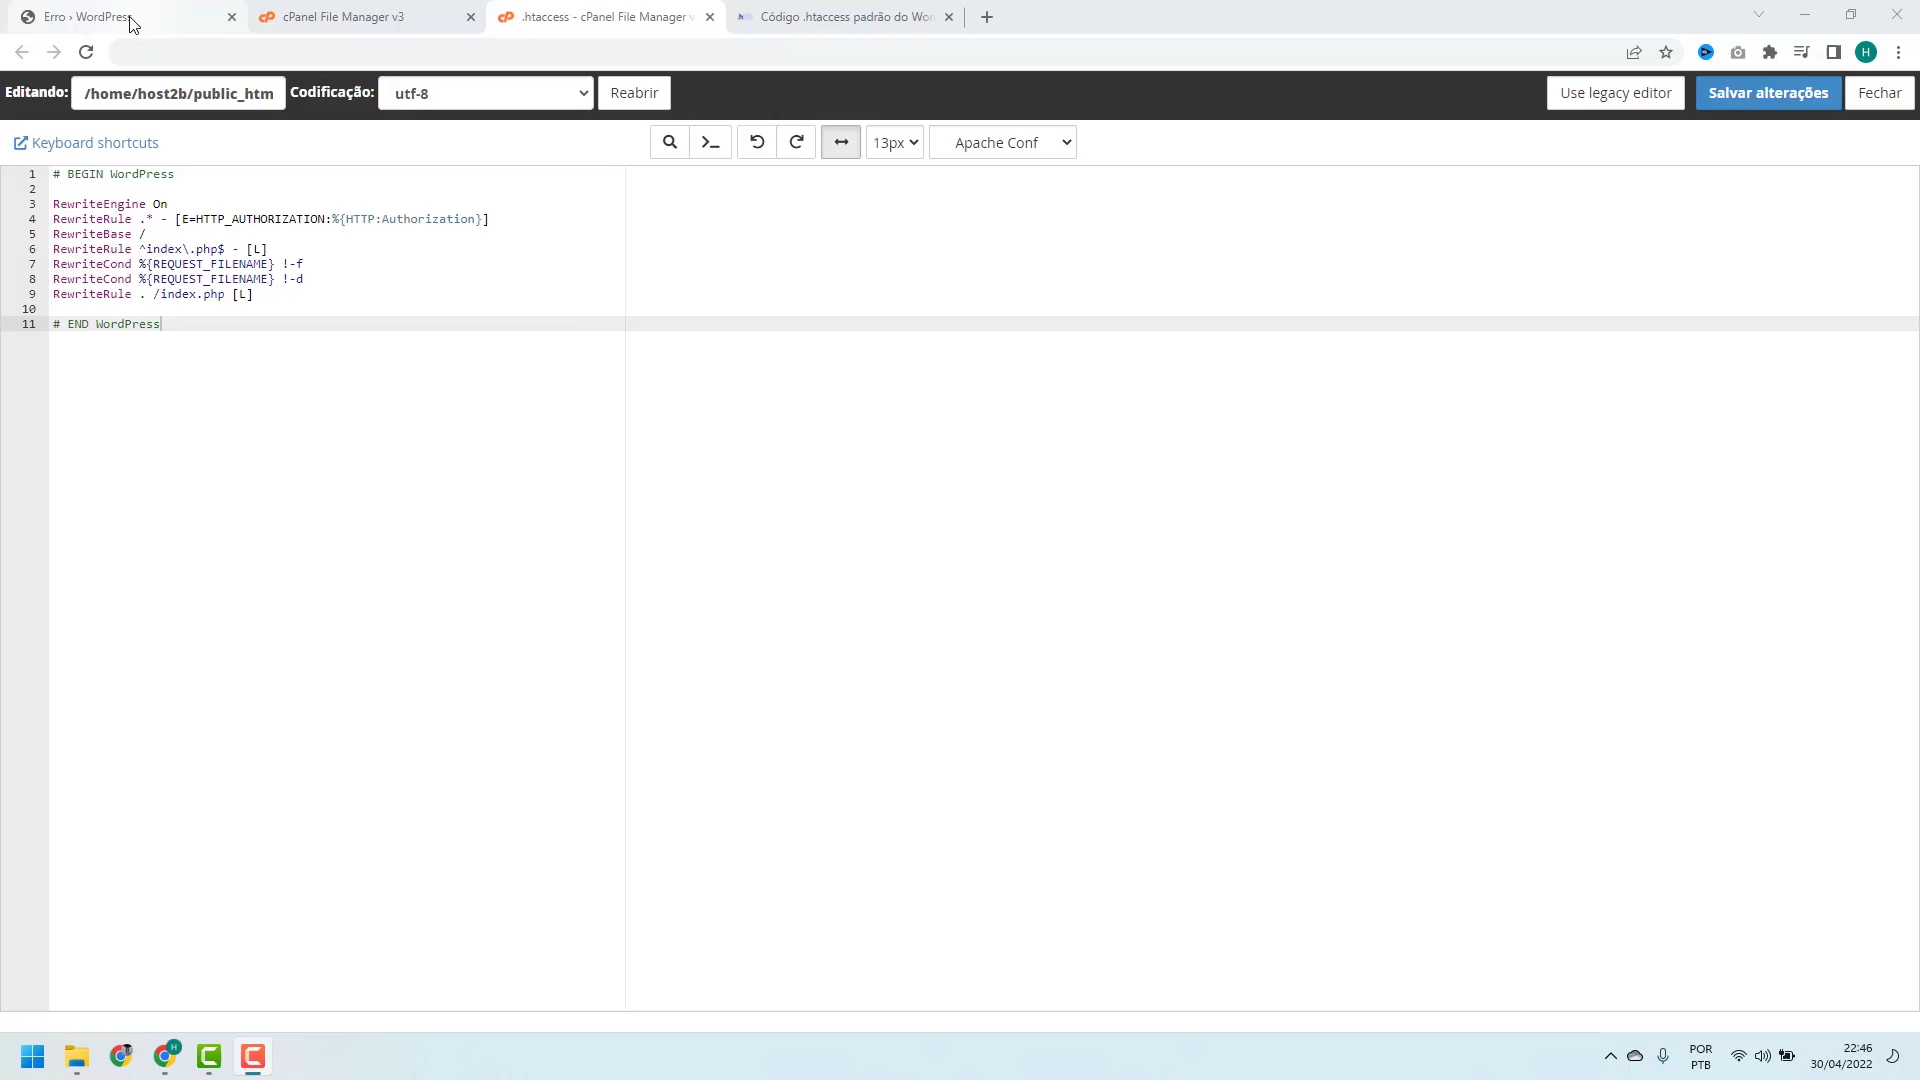 Erro › WordPress
cPanel File Manager v3
.htaccess - cPanel File Manager v
Código .htaccess padrão do Wor
H
Editando:
/home/host2b/public_htm
Codificação:
utf-8
Reabrir
Use legacy editor
Salvar alterações
Fechar
Keyboard shortcuts
13px
Apache Conf
1 # BEGIN WordPress
2
3 RewriteEngine On
4 RewriteRule .* - [E=HTTP_AUTHORIZATION:%{HTTP:Authorization}]
5 RewriteBase /
6 RewriteRule ^index\.php$ - [L]
7 RewriteCond %{REQUEST_FILENAME} !-f
8 RewriteCond %{REQUEST_FILENAME} !-d
9 RewriteRule . /index.php [L]
10
11 # END WordPress
H
POR
PTB
22:46
30/04/2022